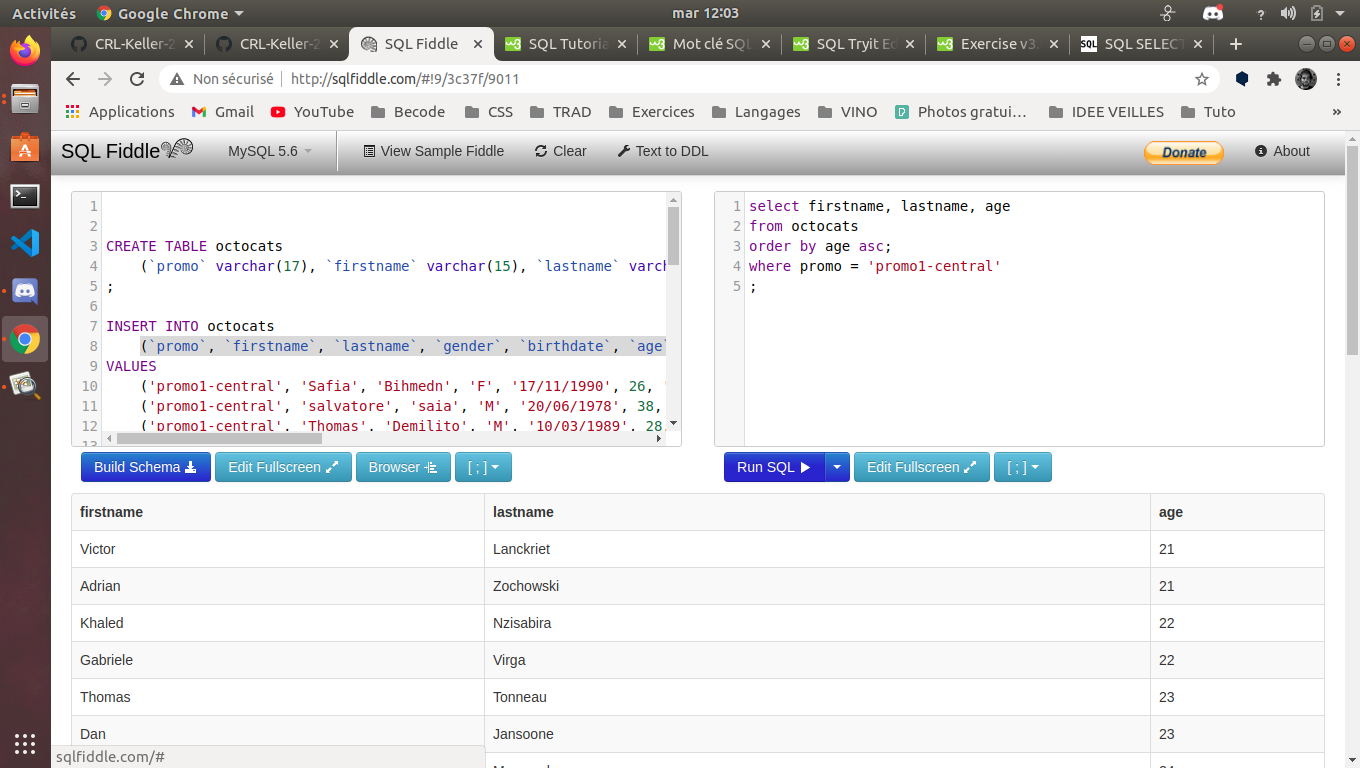 Activités Google Chrome mar 12:03 ?
CRL-Keller-2 CRL-Keller-2 SQL Fiddle SQL Tutoria Mot clé SQL SQL Tryit Ed Exercise v3. SQL SQL SELECT
Non sécurisé http://sqlfiddle.com/#!9/3c37f/9011
Applications Gmail YouTube Becode CSS TRAD Exercices Langages VINO Photos gratui… IDEE VEILLES Tuto »
SQL Fiddle MySQL 5.6 View Sample Fiddle Clear Text to DDL Donate About
1
2
3 CREATE TABLE octocats
4 (`promo` varchar(17), `firstname` varchar(15), `lastname` varch
5 ;
6
7 INSERT INTO octocats
8 (`promo`, `firstname`, `lastname`, `gender`, `birthdate`, `age`
9 VALUES
10 ('promo1-central', 'Safia', 'Bihmedn', 'F', '17/11/1990', 26, '
11 ('promo1-central', 'salvatore', 'saia', 'M', '20/06/1978', 38,
12 ('promo1-central', 'Thomas', 'Demilito', 'M', '10/03/1989', 28,
13
1 select firstname, lastname, age
2 from octocats
3 order by age asc;
4 where promo = 'promo1-central'
5 ;
Build Schema Edit Fullscreen Browser [ ; ]
Run SQL Edit Fullscreen [ ; ]
firstname lastname age
Victor Lanckriet 21
Adrian Zochowski 21
Khaled Nzisabira 22
Gabriele Virga 22
Thomas Tonneau 23
Dan Jansoone 23
sqlfiddle.com/#